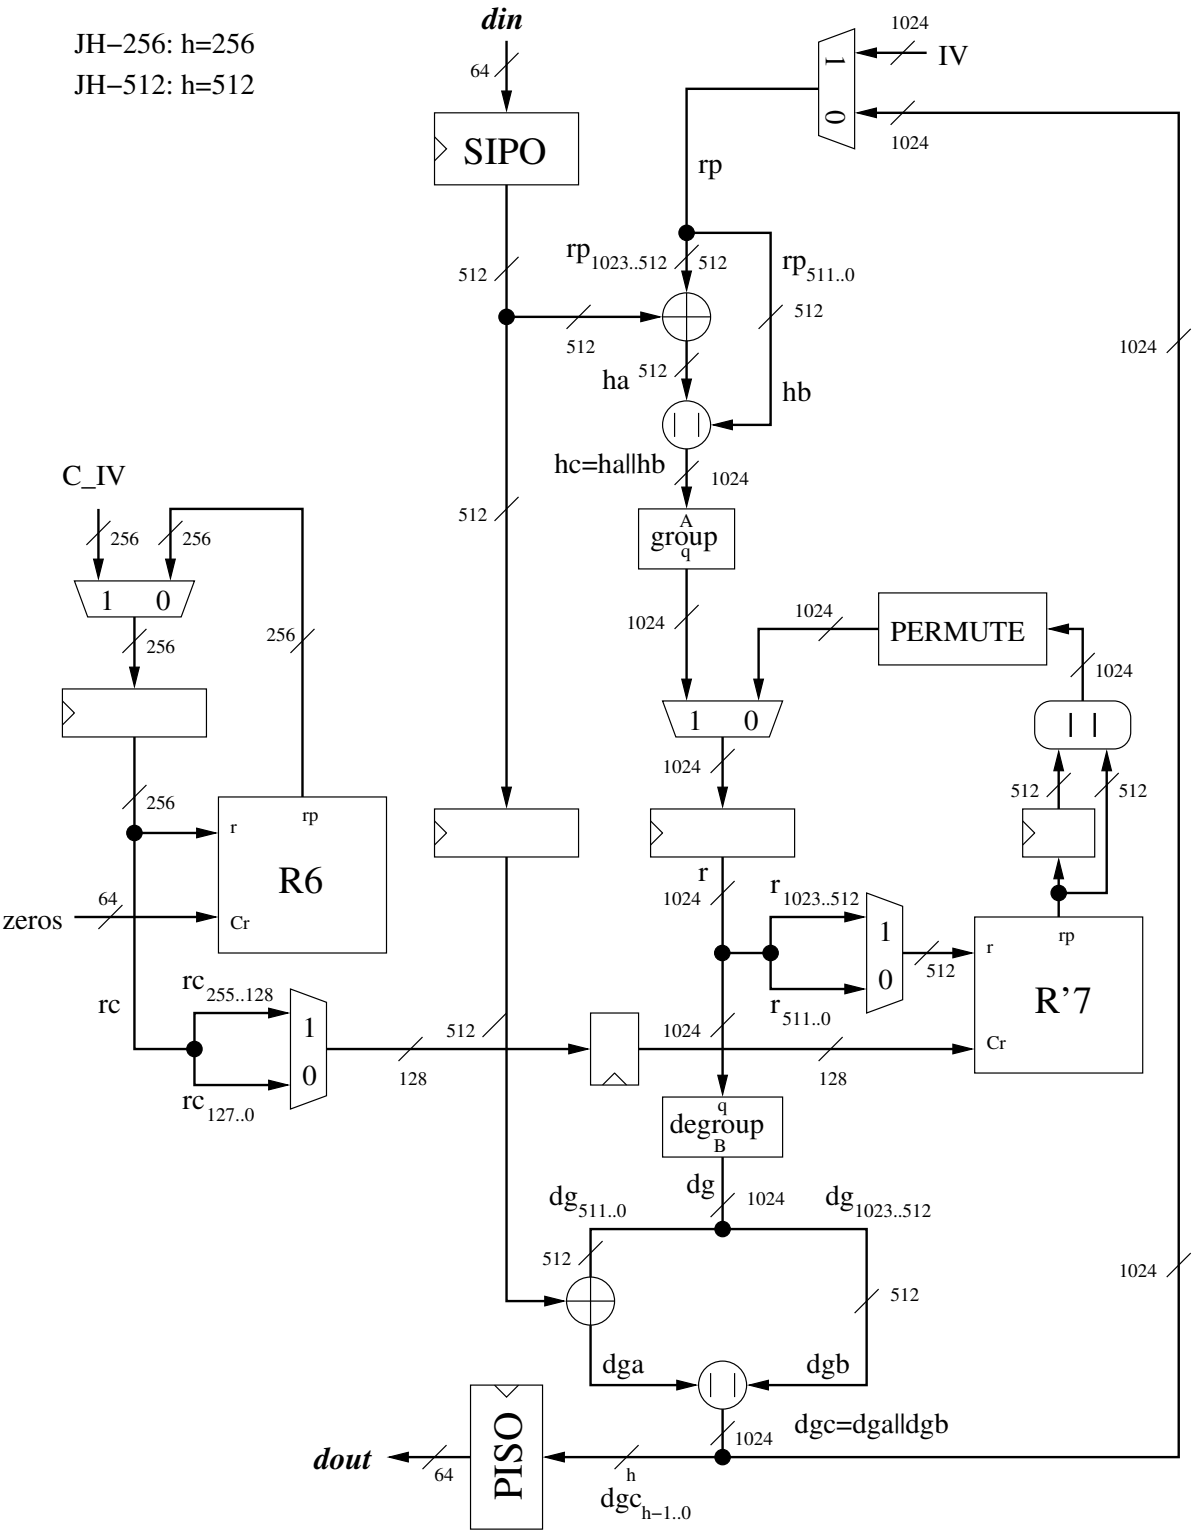 JH−256: h=256
JH−512: h=512
din
64
SIPO
1024
IV
1
0
1024
rp
512
rp1023..512
512
rp511..0
512
512
ha
512
hb
1024
hc=ha||hb
1024
C_IV
256
256
1 0
256
256
512
A
group
q
1024
1024
PERMUTE
1024
1 0
1024
512
512
256
r
rp
R6
Cr
64
zeros
r
1024
r1023..512
1
0
512
r511..0
rp
r
R’7
Cr
rc
rc255..128
1
0
rc127..0
128
512
1024
128
q
degroup
B
dg
1024
dg511..0
dg1023..512
512
512
1024
dga
dgb
dgc=dga||dgb
1024
PISO
dout
64
h
dgch−1..0